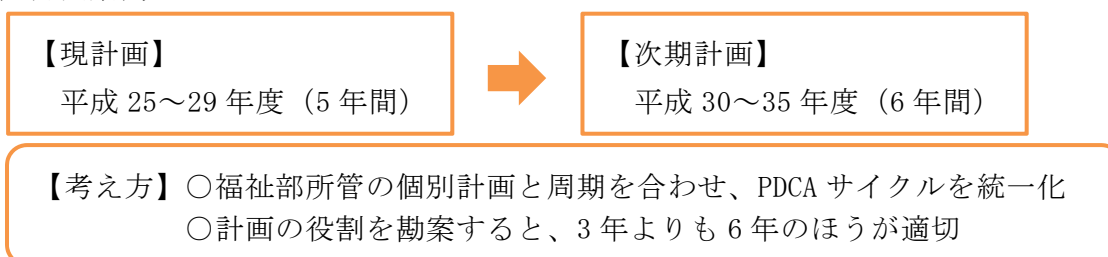 【現計画】
平成 25～29 年度（5 年間）
【次期計画】
平成 30～35 年度（6 年間）
【考え方】○福祉部所管の個別計画と周期を合わせ、PDCA サイクルを統一化
○計画の役割を勘案すると、3 年よりも 6 年のほうが適切